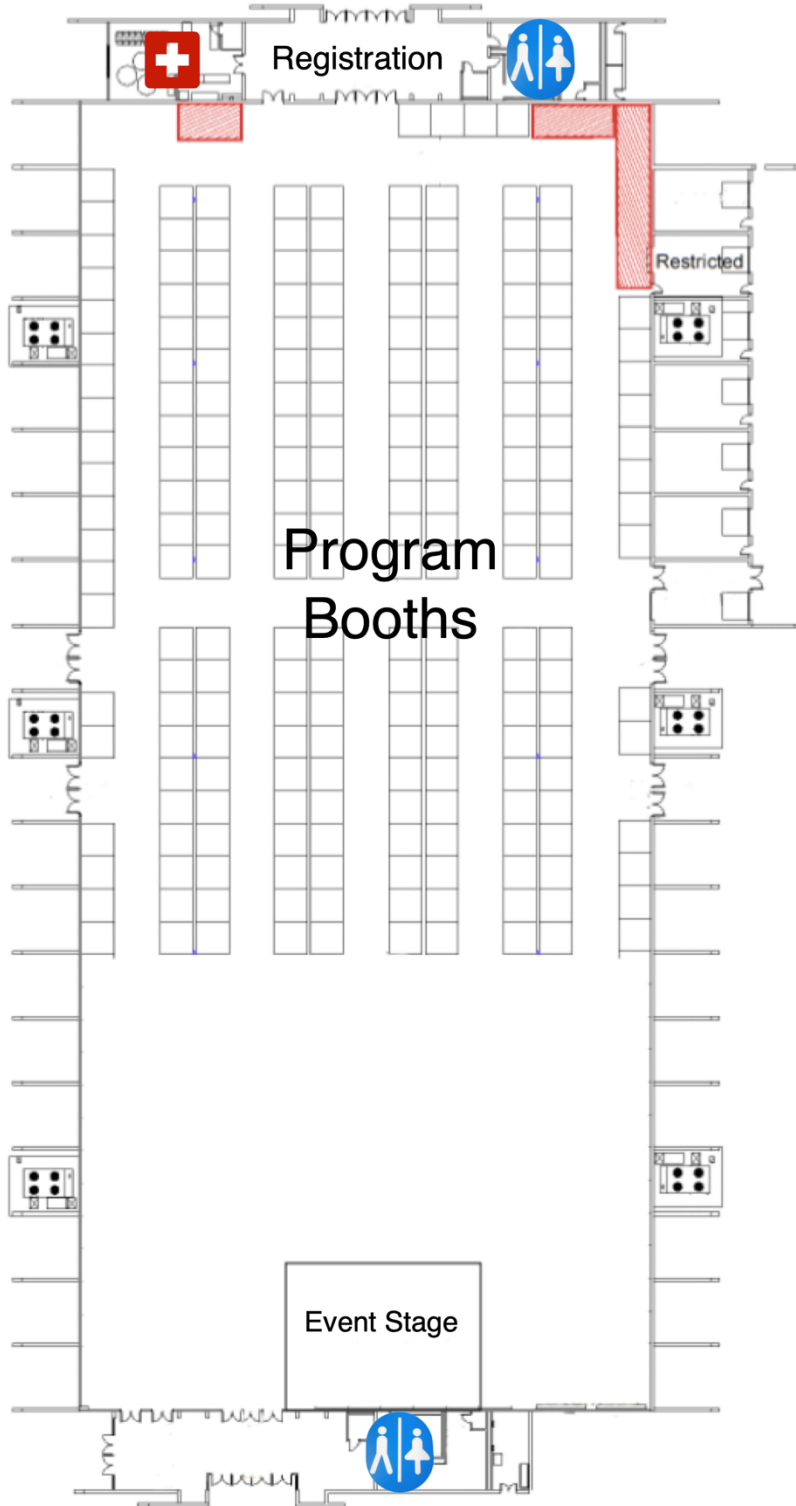 Registration
Restricted
Program
Booths
Event Stage